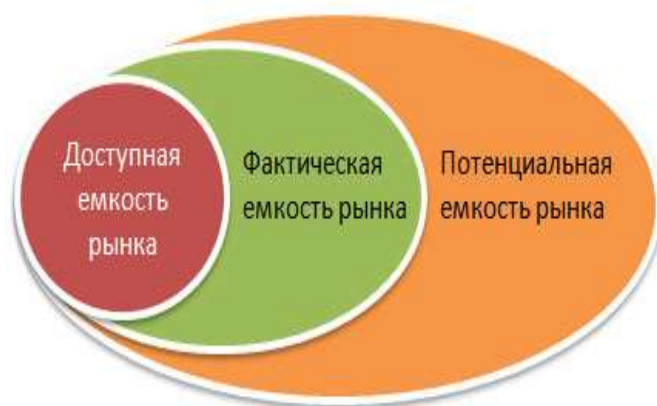 Доступная
емкость
рынка
Фактическая
емкость рынка
Потенциальная
емкость рынка